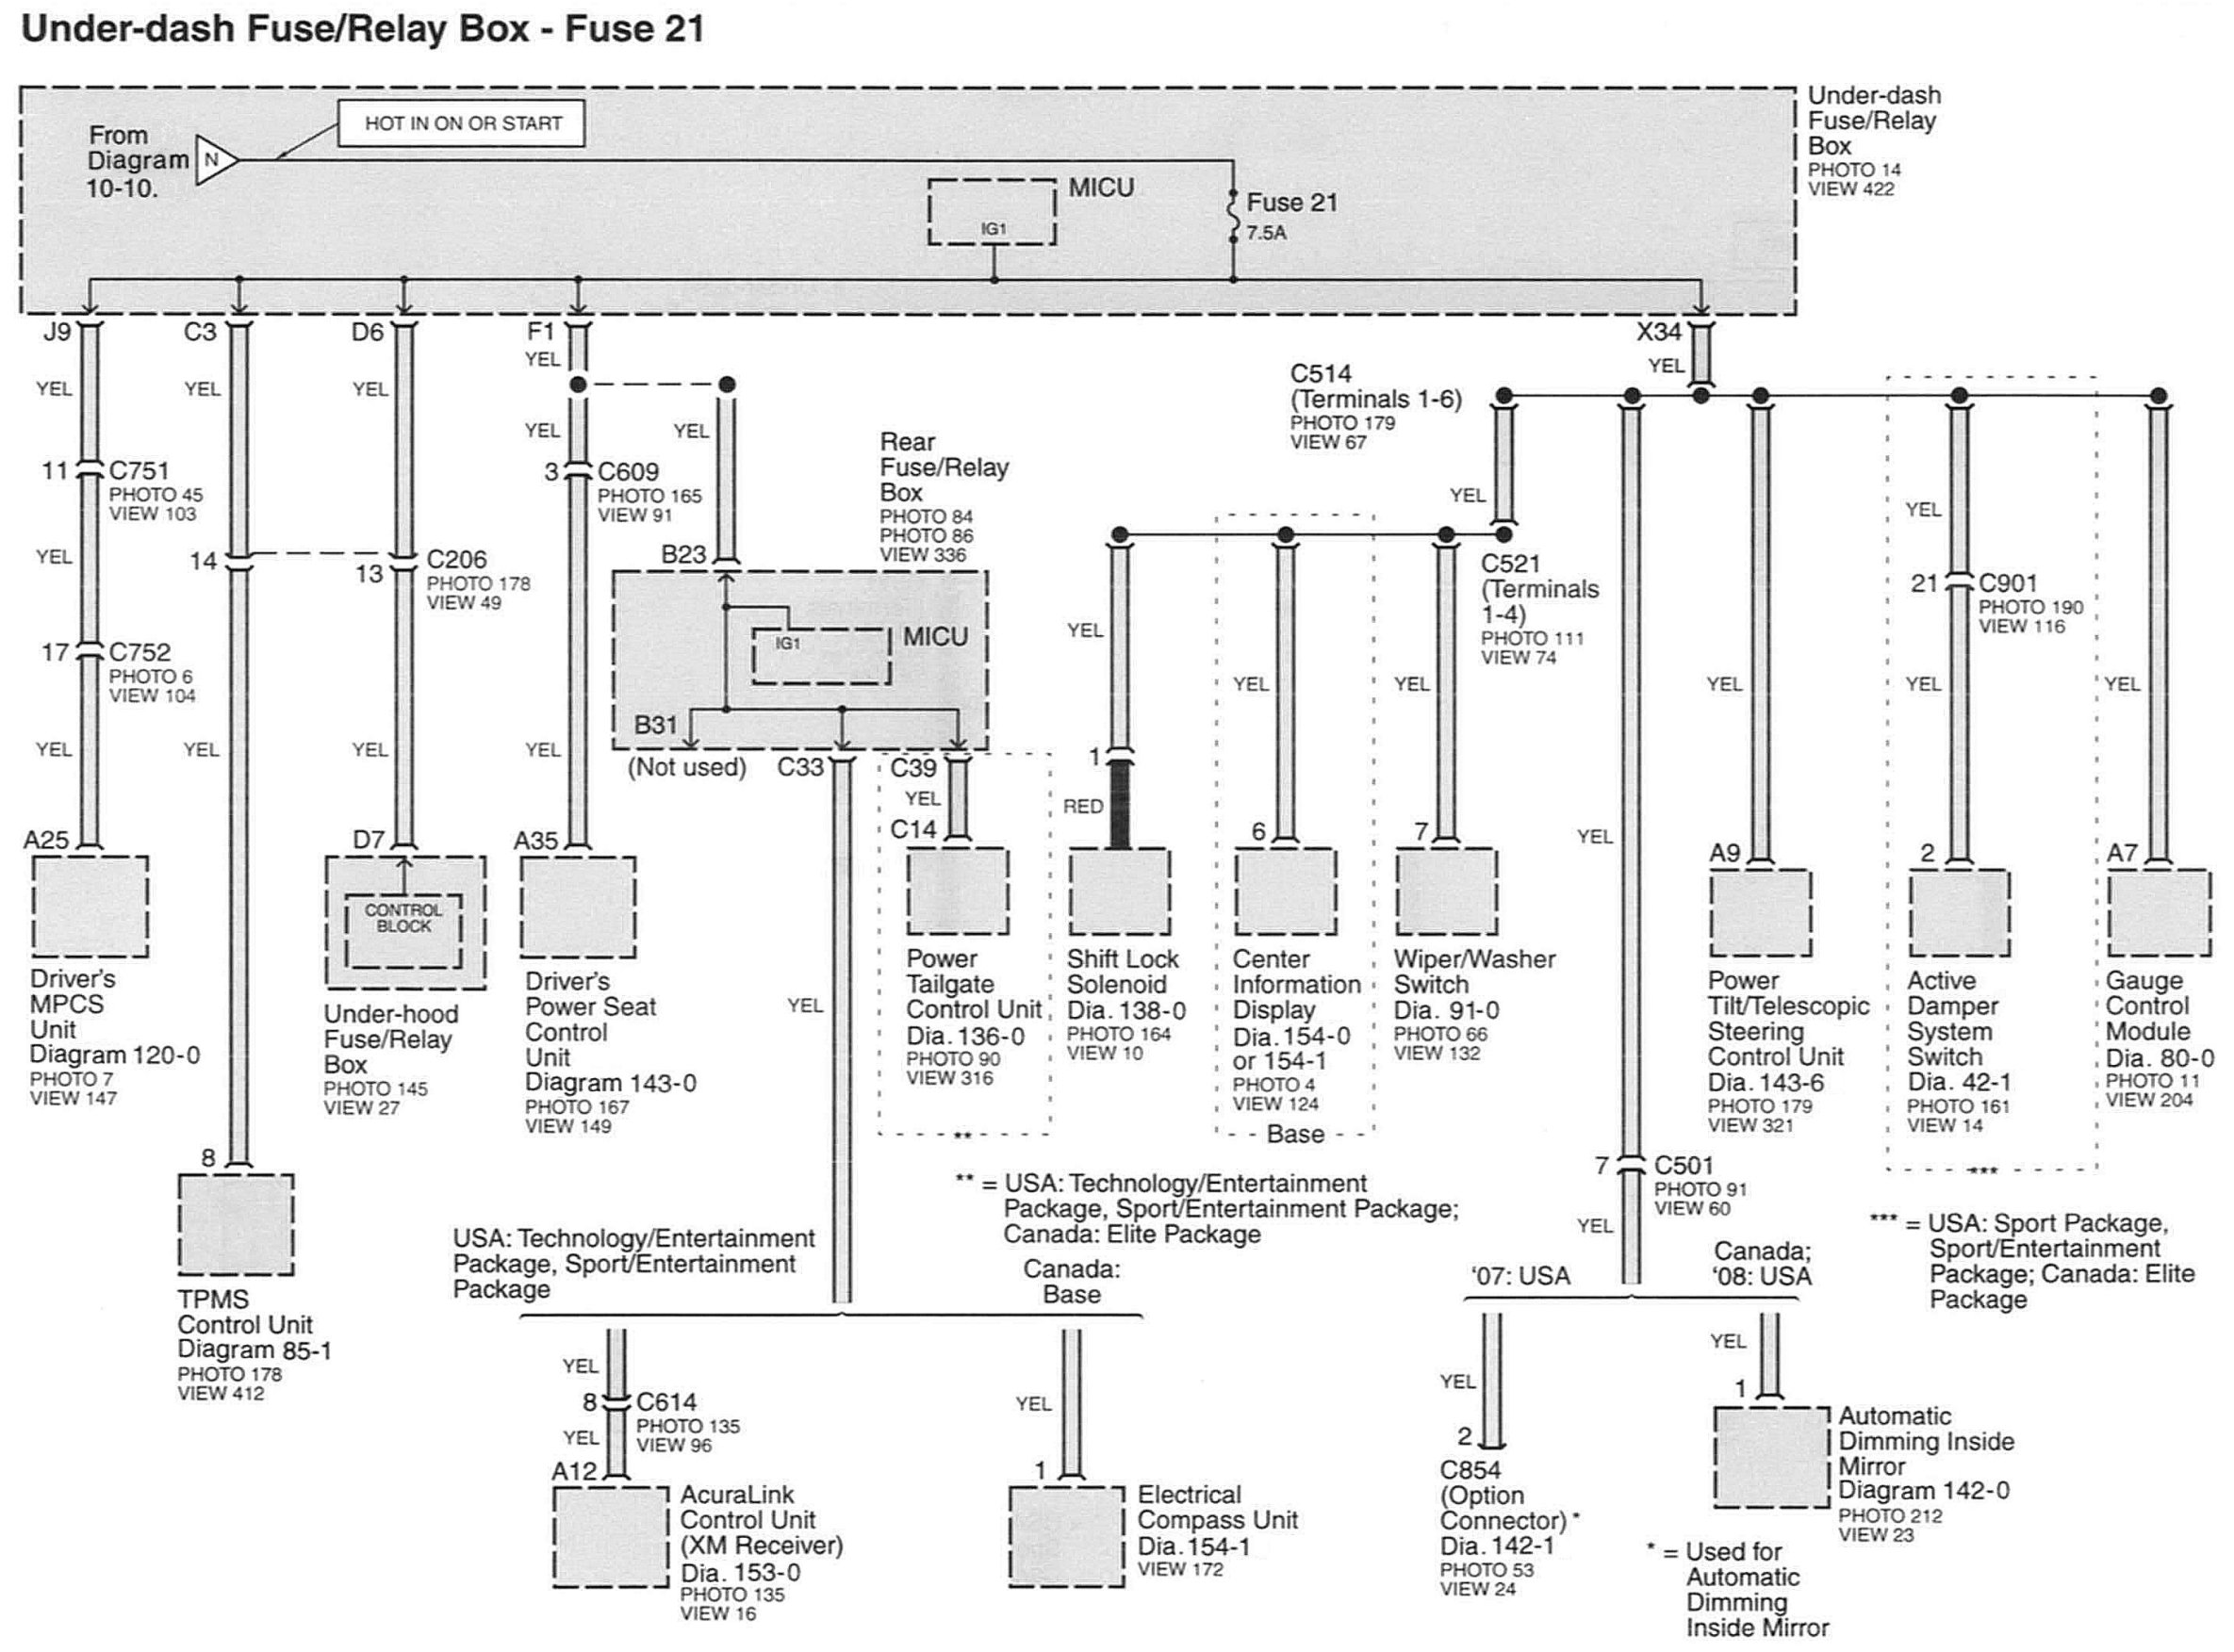 Under-dash Fuse/Relay Box - Fuse 21
From
Diagram
10-10.
N
HOT IN ON OR START
MICU
IG1
Fuse 21
7.5A
Under-dash
Fuse/Relay
Box
PHOTO 14
VIEW 422
J9
C3
D6
F1
X34
YEL
YEL
YEL
YEL
YEL
11
C751
PHOTO 45
VIEW 103
YEL
17
C752
PHOTO 6
VIEW 104
YEL
A25
Driver's
MPCS
Unit
Diagram 120-0
PHOTO 7
VIEW 147
14
YEL
8
TPMS
Control Unit
Diagram 85-1
PHOTO 178
VIEW 412
13
C206
PHOTO 178
VIEW 49
YEL
D7
CONTROL
BLOCK
Under-hood
Fuse/Relay
Box
PHOTO 145
VIEW 27
YEL
3
C609
PHOTO 165
VIEW 91
YEL
A35
Driver's
Power Seat
Control
Unit
Diagram 143-0
PHOTO 167
VIEW 149
YEL
B23
Rear
Fuse/Relay
Box
PHOTO 84
PHOTO 86
VIEW 336
IG1
MICU
B31
(Not used)
C33
C39
YEL
C14
Power
Tailgate
Control Unit
Dia. 136-0
PHOTO 90
VIEW 316
**
YEL
** = USA: Technology/Entertainment
Package, Sport/Entertainment Package;
Canada: Elite Package
USA: Technology/Entertainment
Package, Sport/Entertainment
Package
Canada:
Base
YEL
8
C614
PHOTO 135
VIEW 96
YEL
A12
AcuraLink
Control Unit
(XM Receiver)
Dia. 153-0
PHOTO 135
VIEW 16
YEL
1
Electrical
Compass Unit
Dia. 154-1
VIEW 172
C514
(Terminals 1-6)
PHOTO 179
VIEW 67
YEL
C521
(Terminals
1-4)
PHOTO 111
VIEW 74
YEL
1
RED
Shift Lock
Solenoid
Dia. 138-0
PHOTO 164
VIEW 10
YEL
6
Center
Information
Display
Dia. 154-0
or 154-1
PHOTO 4
VIEW 124
Base
YEL
7
Wiper/Washer
Switch
Dia. 91-0
PHOTO 66
VIEW 132
YEL
7
C501
PHOTO 91
VIEW 60
YEL
'07: USA
Canada;
'08: USA
YEL
2
C854
(Option
Connector) *
Dia. 142-1
PHOTO 53
VIEW 24
YEL
1
Automatic
Dimming Inside
Mirror
Diagram 142-0
PHOTO 212
VIEW 23
* = Used for
Automatic
Dimming
Inside Mirror
YEL
A9
Power
Tilt/Telescopic
Steering
Control Unit
Dia. 143-6
PHOTO 179
VIEW 321
YEL
21
C901
PHOTO 190
VIEW 116
YEL
2
Active
Damper
System
Switch
Dia. 42-1
PHOTO 161
VIEW 14
***
*** = USA: Sport Package,
Sport/Entertainment
Package; Canada: Elite
Package
YEL
A7
Gauge
Control
Module
Dia. 80-0
PHOTO 11
VIEW 204